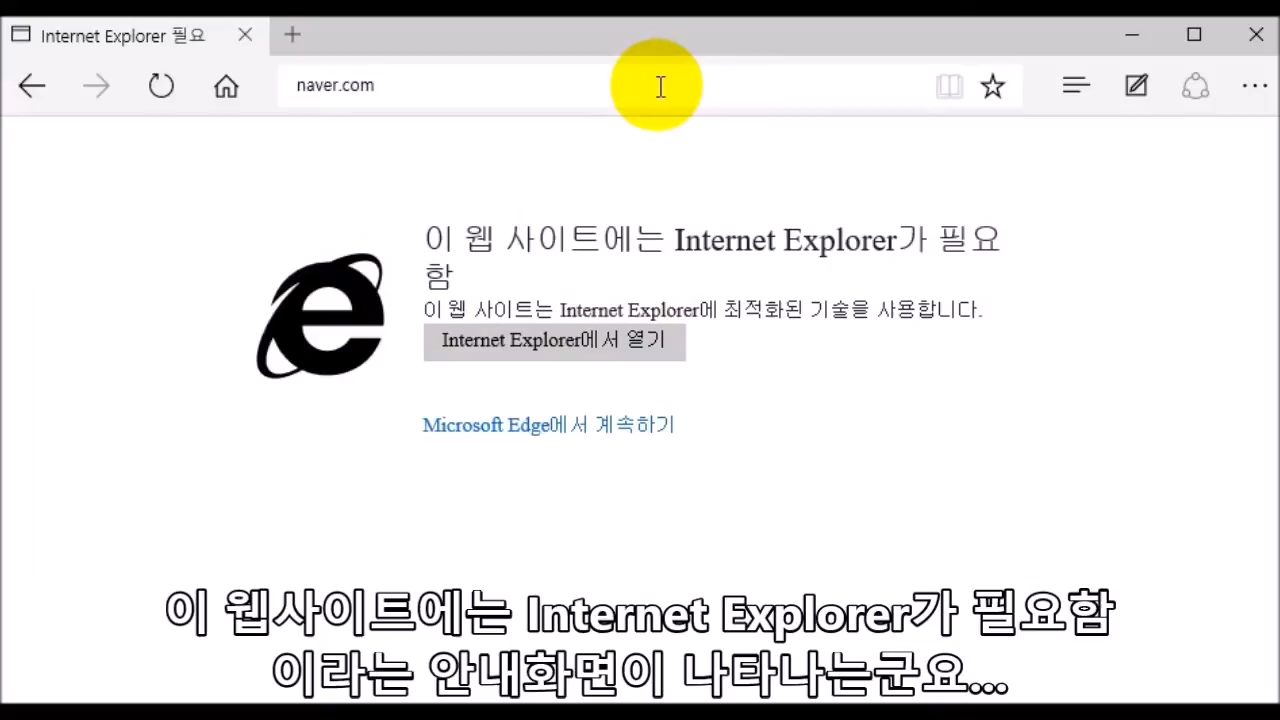 Internet Explorer 필요
naver.com
이 웹 사이트에는 Internet Explorer가 필요
함
이 웹 사이트는 Internet Explorer에 최적화된 기술을 사용합니다.
Internet Explorer에서 열기
Microsoft Edge에서 계속하기
이 웹사이트에는 Internet Explorer가 필요함
이라는 안내화면이 나타나는군요...